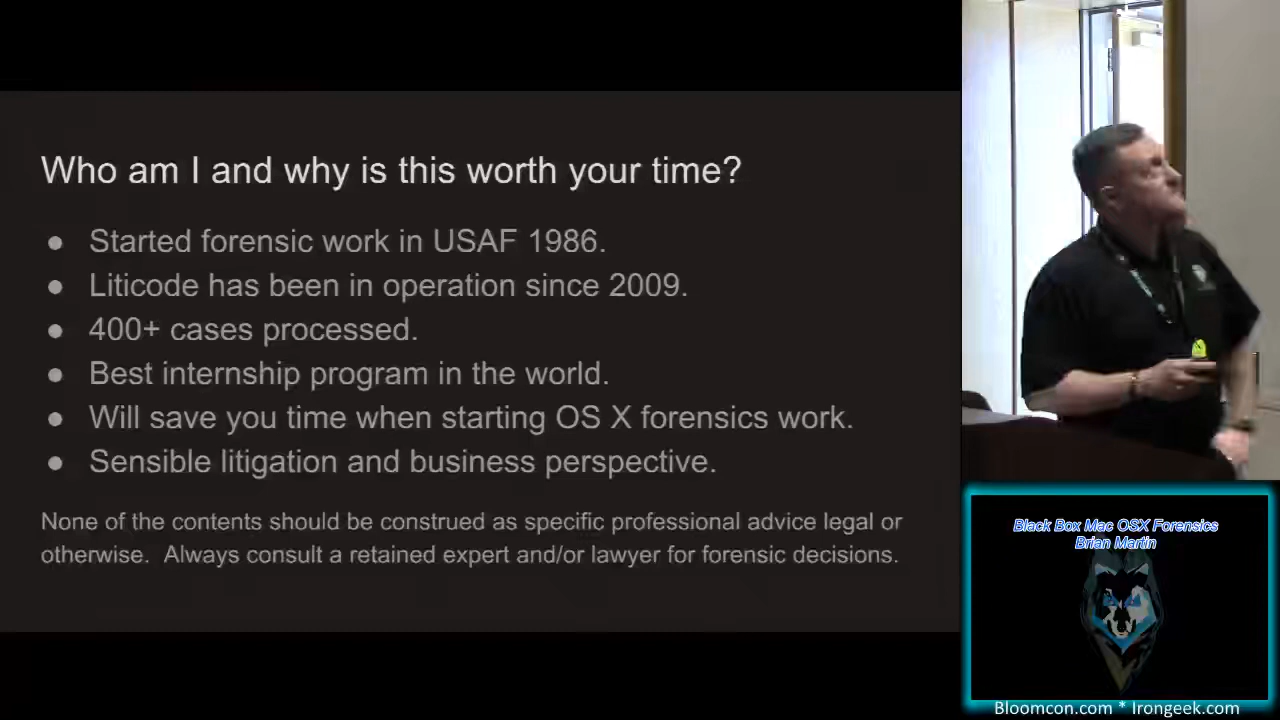 Who am I and why is this worth your time?
● Started forensic work in USAF 1986.
● Liticode has been in operation since 2009.
● 400+ cases processed.
● Best internship program in the world.
● Will save you time when starting OS X forensics work.
● Sensible litigation and business perspective.
None of the contents should be construed as specific professional advice legal or
otherwise.  Always consult a retained expert and/or lawyer for forensic decisions.
Black Box Mac OSX Forensics
Brian Martin
Bloomcon.com * Irongeek.com